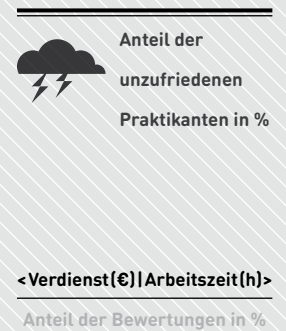 Anteil der
unzufriedenen
Praktikanten in %
<Verdienst(€)|Arbeitszeit(h)>
Anteil der Bewertungen in %